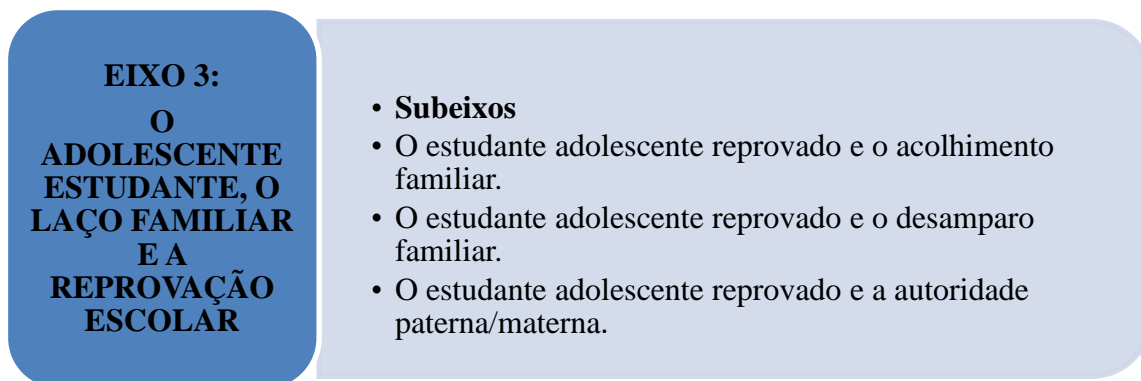 EIXO 3:
O
ADOLESCENTE
ESTUDANTE, O
LAÇO FAMILIAR
E A
REPROVAÇÃO
ESCOLAR
• Subeixos
• O estudante adolescente reprovado e o acolhimento
familiar.
• O estudante adolescente reprovado e o desamparo
familiar.
• O estudante adolescente reprovado e a autoridade
paterna/materna.